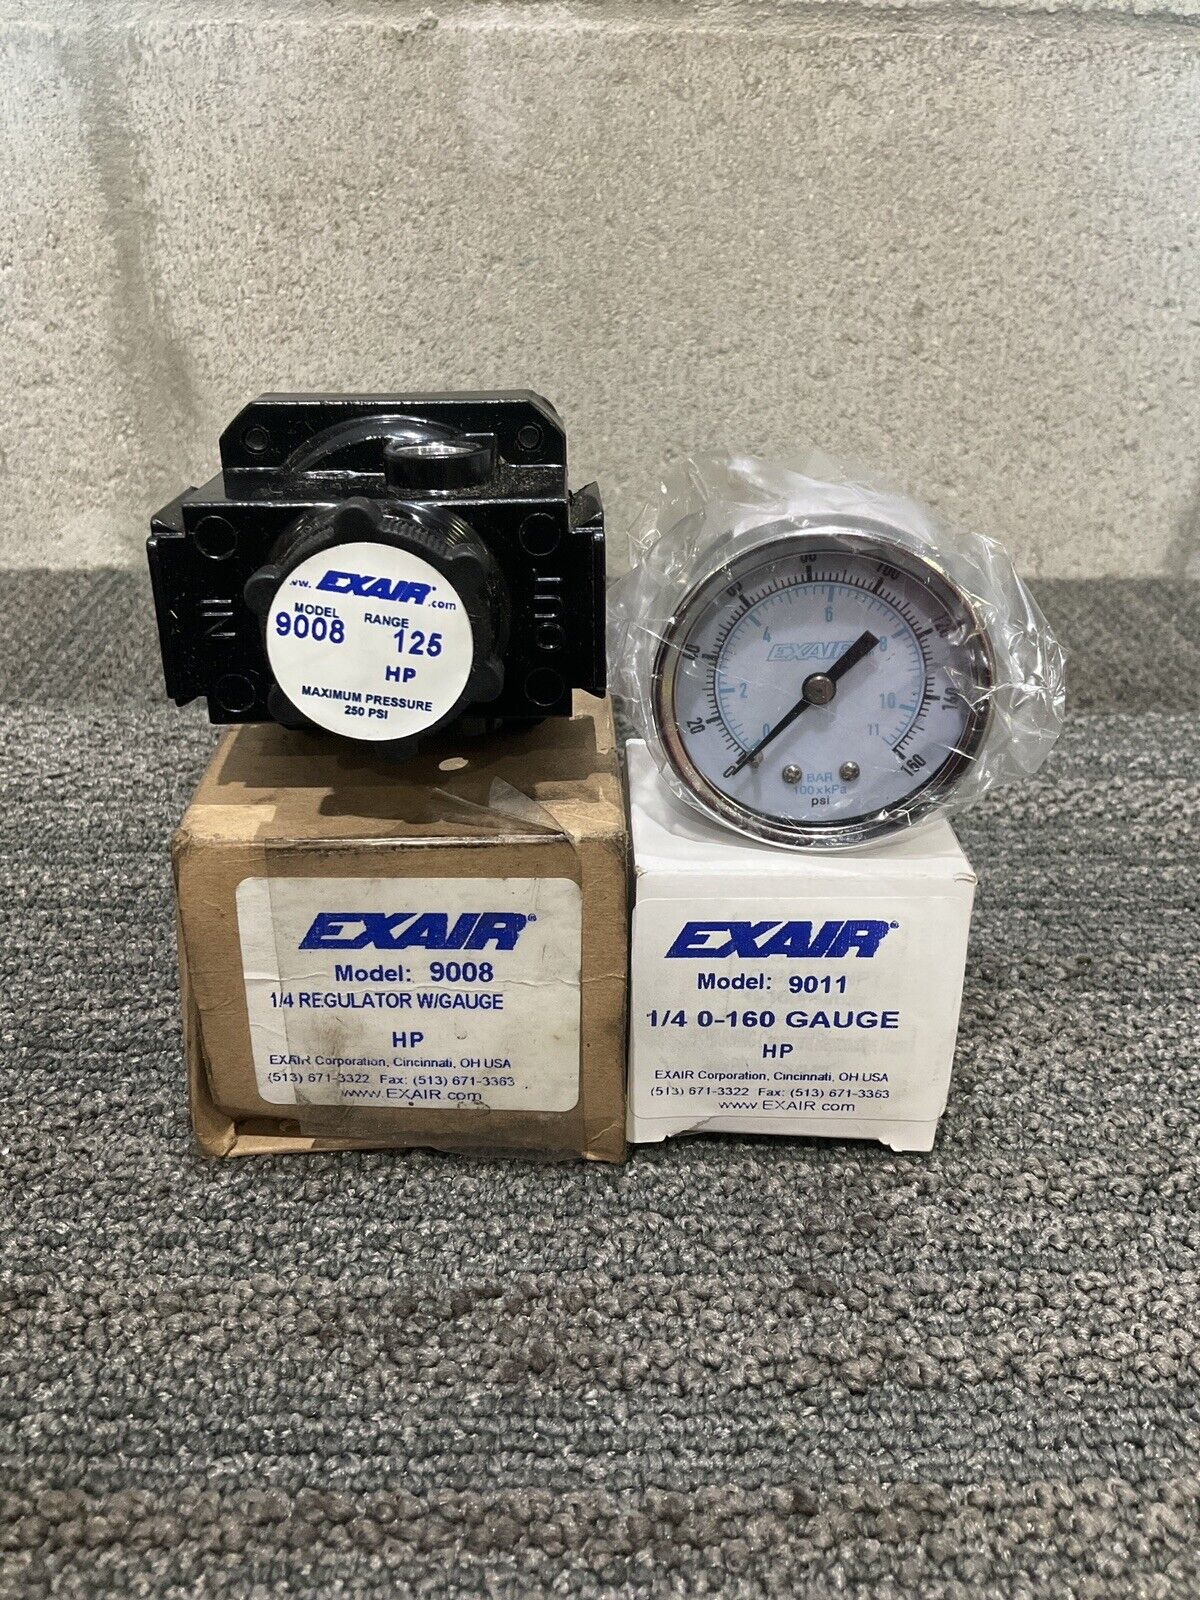 IN
OUT
ww. EXAIR .com
MODEL
9008
RANGE
125
HP
MAXIMUM PRESSURE
250 PSI
0 20 40 60 80 100 120 140 160
0 2 4 6 8 10 11
EXAIR
BAR
100xkPa
psi
EXAIR®
Model: 9008
1/4 REGULATOR W/GAUGE
HP
EXAIR Corporation, Cincinnati, OH USA
(513) 671-3322 Fax: (513) 671-3363
www.EXAIR.com
EXAIR®
Model: 9011
1/4 0-160 GAUGE
HP
EXAIR Corporation, Cincinnati, OH USA
(513) 671-3322 Fax: (513) 671-3363
www.EXAIR.com